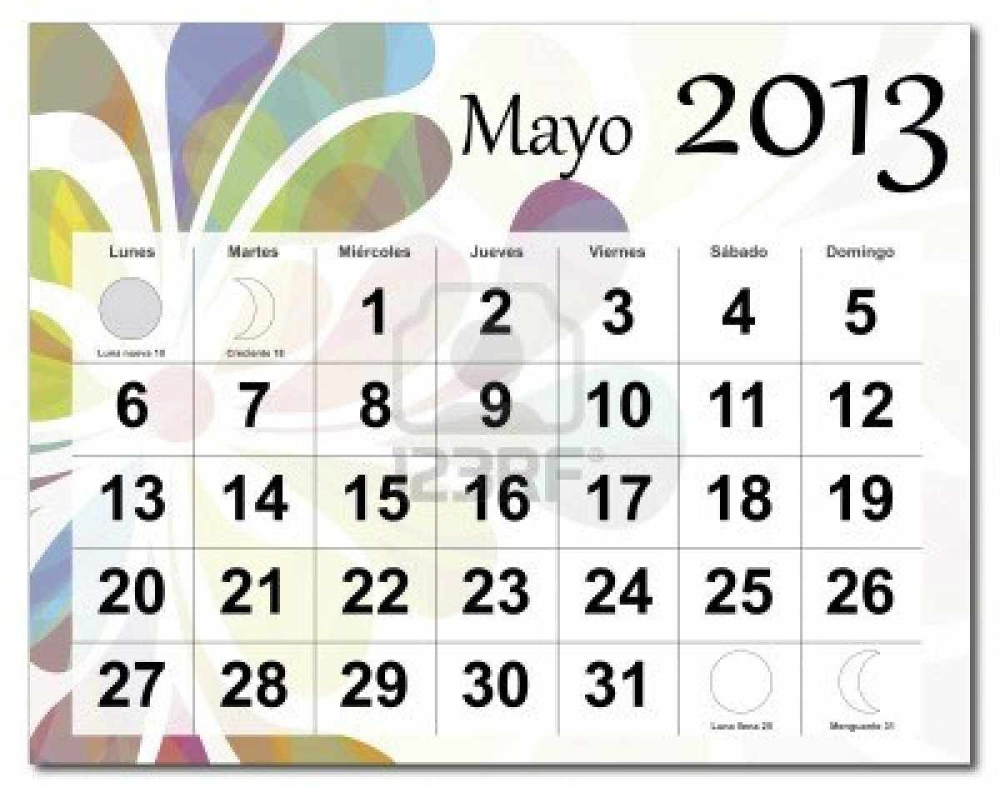 Mayo 2013
Lunes Martes Miércoles Jueves Viernes Sábado Domingo
1 2 3 4 5
Luna nueva 10 Creciente 18
6 7 8 9 10 11 12
123RF®
13 14 15 16 17 18 19
20 21 22 23 24 25 26
27 28 29 30 31
Luna llena 25 Menguante 31